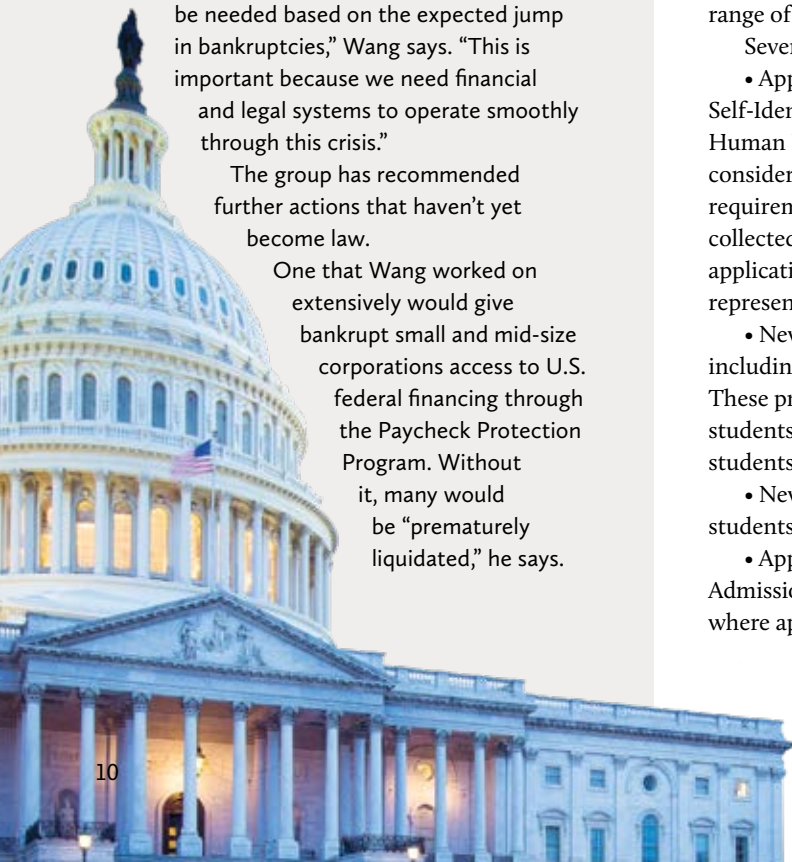 be needed based on the expected jump
in bankruptcies,” Wang says. “This is
important because we need financial
and legal systems to operate smoothly
through this crisis.”
The group has recommended
further actions that haven’t yet
become law.
One that Wang worked on
extensively would give
bankrupt small and mid-size
corporations access to U.S.
federal financing through
the Paycheck Protection
Program. Without
it, many would
be “prematurely
liquidated,” he says.
10
range of
Sever
• App
Self-Iden
Human
consider
requirem
collected
applicati
represen
• New
includin
These pr
students
students
• New
students
• App
Admissio
where ap